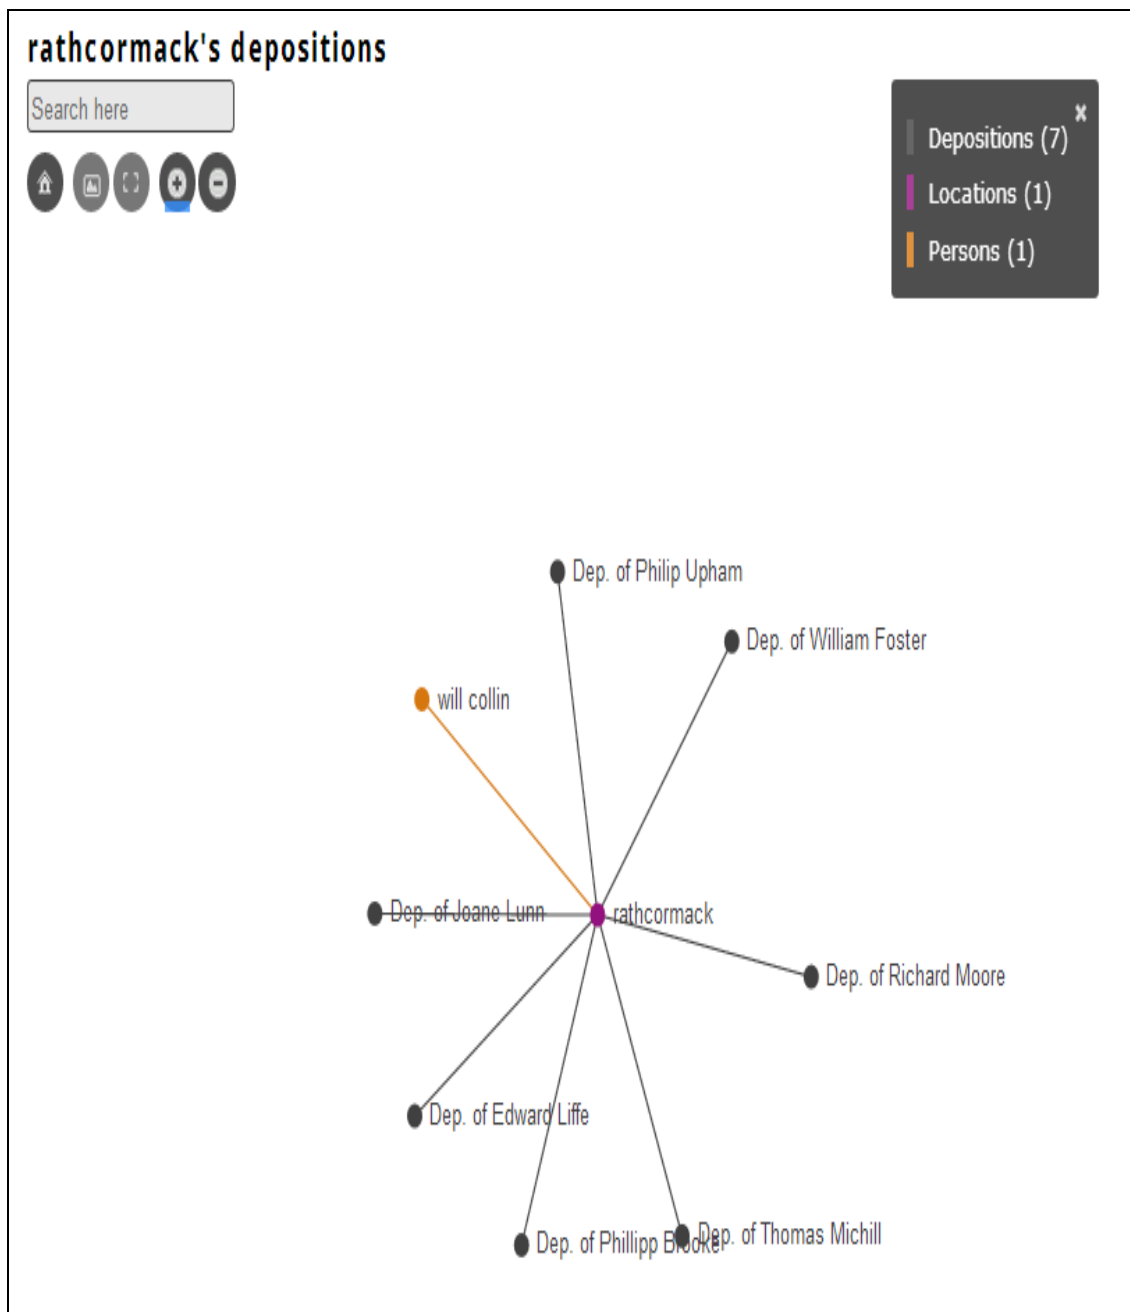 rathcormack's depositions
Search here
Depositions (7)
Locations (1)
Persons (1)
Dep. of Philip Upham
Dep. of William Foster
will collin
Dep. of Joane Lunn
rathcormack
Dep. of Richard Moore
Dep. of Edward Liffe
Dep. of Thomas Michill
Dep. of Phillipp Brooke